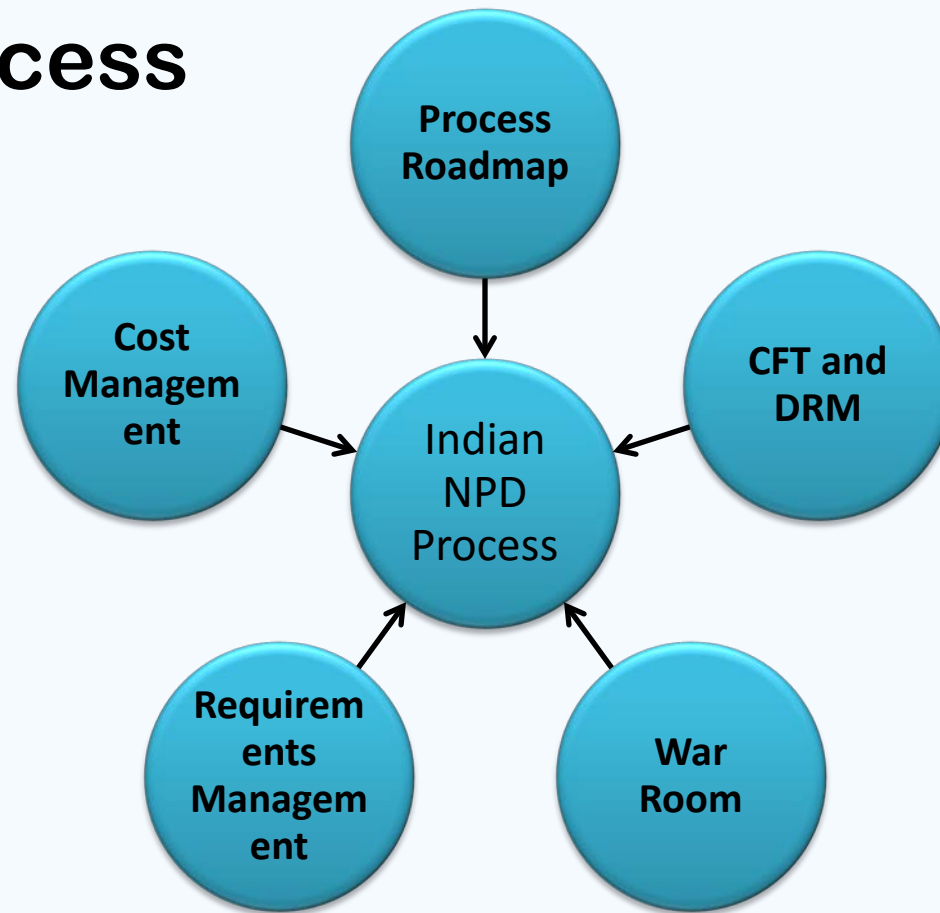 cess
Process
Roadmap
Cost
Managem
ent
CFT and
DRM
Indian
NPD
Process
Requirem
ents
Managem
ent
War
Room